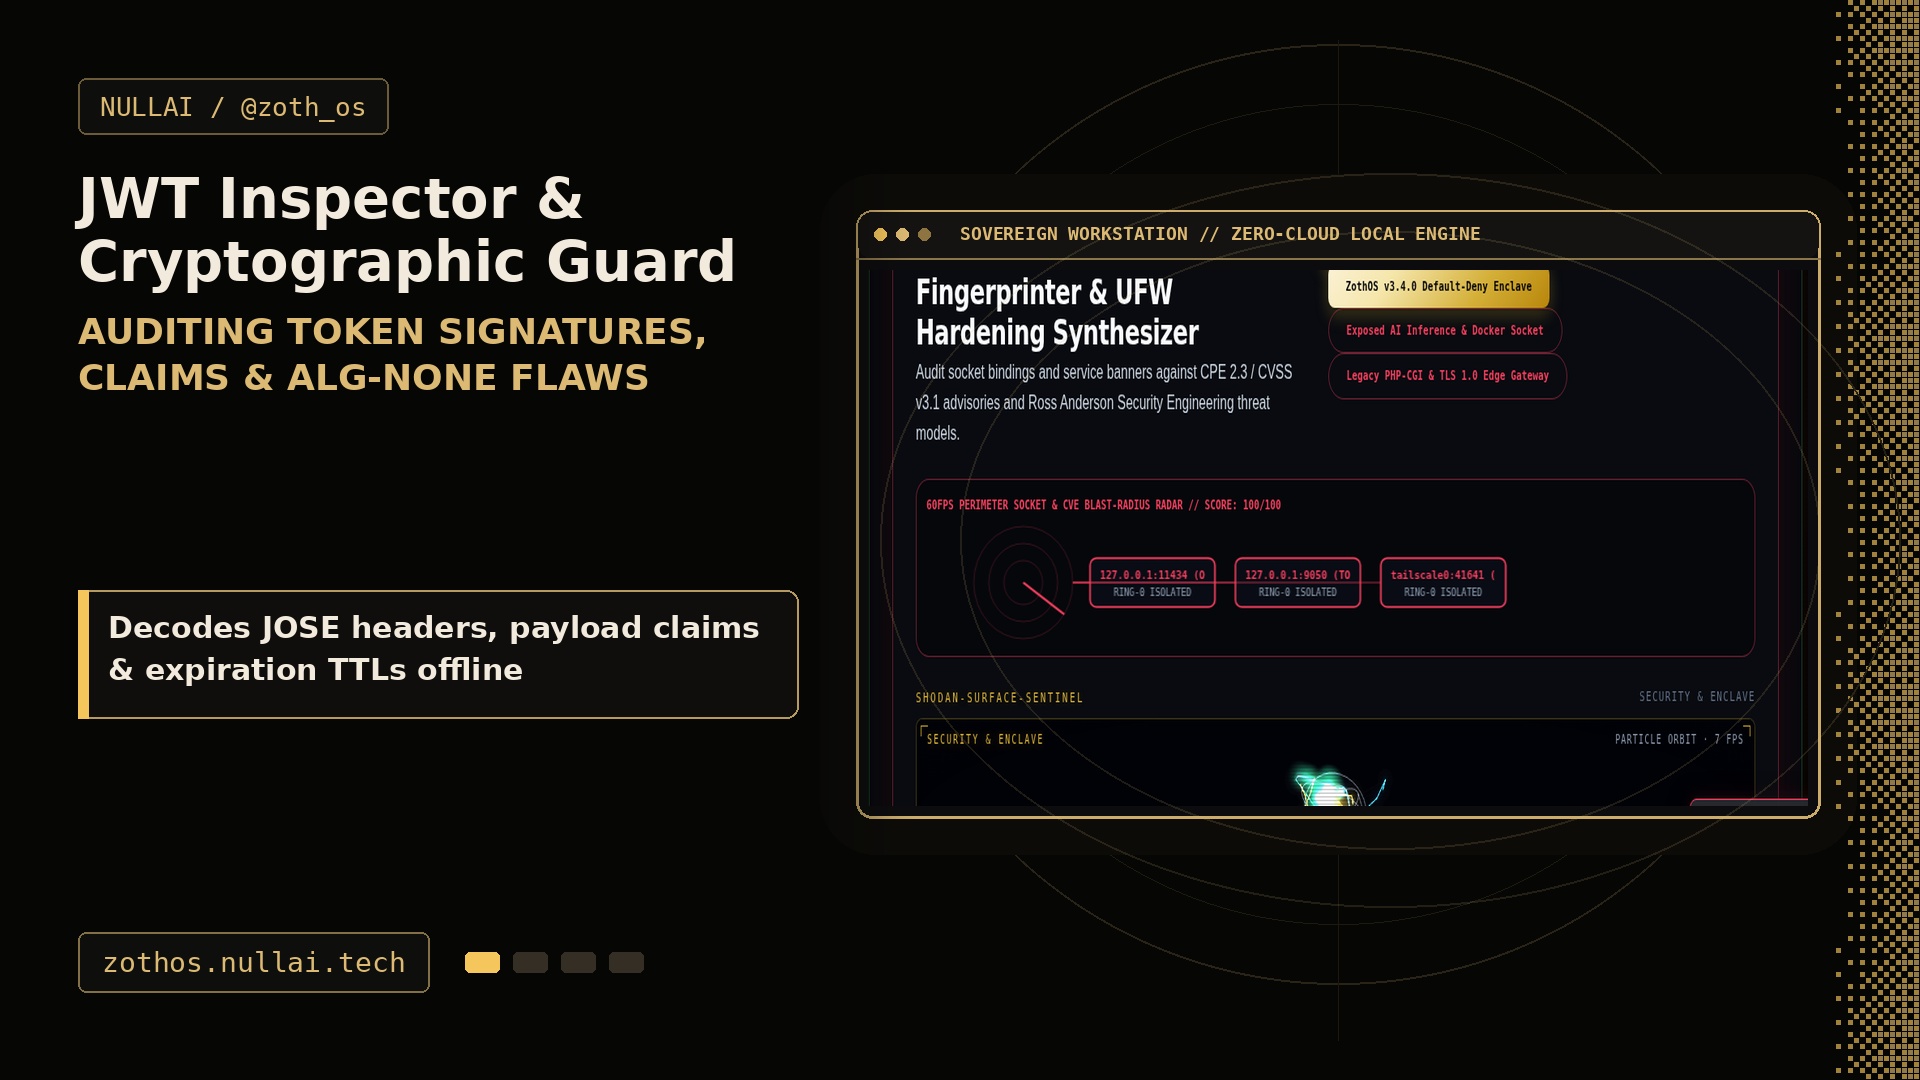 NULLAI / @zoth_os
JWT Inspector &
Cryptographic Guard
AUDITING TOKEN SIGNATURES,
CLAIMS & ALG-NONE FLAWS
Decodes JOSE headers, payload claims
& expiration TTLs offline
zothos.nullai.tech
SOVEREIGN WORKSTATION // ZERO-CLOUD LOCAL ENGINE
Fingerprinter & UFW
Hardening Synthesizer
Audit socket bindings and service banners against CPE 2.3 / CVSS
v3.1 advisories and Ross Anderson Security Engineering threat
models.
ZothOS v3.4.0 Default-Deny Enclave
Exposed AI Inference & Docker Socket
Legacy PHP-CGI & TLS 1.0 Edge Gateway
60FPS PERIMETER SOCKET & CVE BLAST-RADIUS RADAR // SCORE: 100/100
127.0.0.1:11434 (O
RING-0 ISOLATED
127.0.0.1:9050 (TO
RING-0 ISOLATED
tailscale0:41641 (
RING-0 ISOLATED
SHODAN-SURFACE-SENTINEL
SECURITY & ENCLAVE
SECURITY & ENCLAVE
PARTICLE ORBIT · 7 FPS